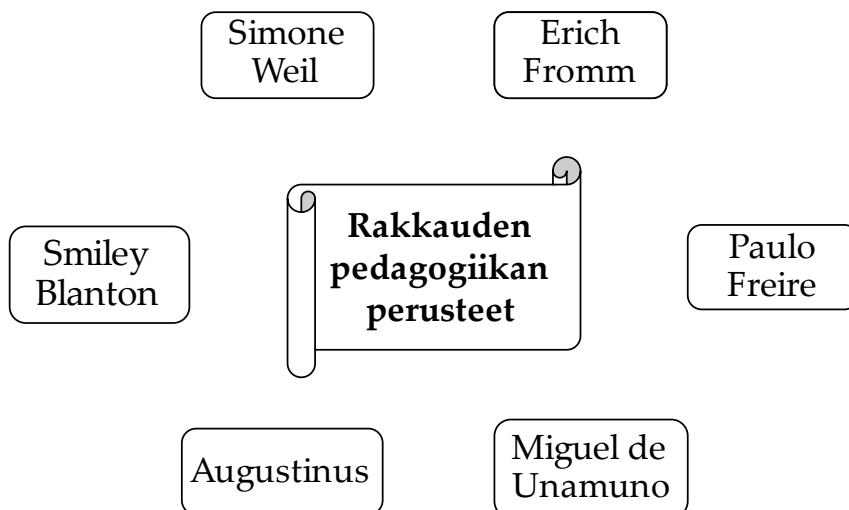 Simone
Weil
Erich
Fromm
Smiley
Blanton
Rakkauden
pedagogiikan
perusteet
Paulo
Freire
Augustinus
Miguel de
Unamuno